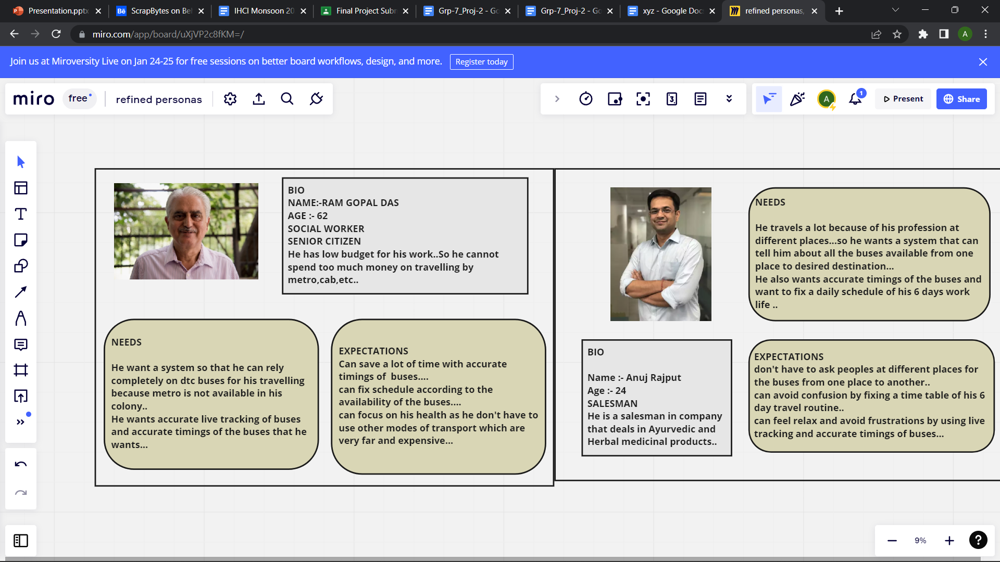 Presentation.pptx
ScrapBytes on Be
IHCI Monsoon 20
Final Project Subm
Grp-7_Proj-2 - Go
Grp-7_Proj-2 - Go
xyz - Google Docs
refined personas,
miro.com/app/board/uXjVP2c8fKM=/
A
Join us at Miroversity Live on Jan 24-25 for free sessions on better board workflows, design, and more.
Register today
miro
free
refined personas
3
A
1
Present
Share
BIO
NAME:-RAM GOPAL DAS
AGE :- 62
SOCIAL WORKER
SENIOR CITIZEN
He has low budget for his work..So he cannot
spend too much money on travelling by
metro,cab,etc..
NEEDS
He want a system so that he can rely
completely on dtc buses for his travelling
because metro is not available in his
colony..
He wants accurate live tracking of buses
and accurate timings of the buses that he
wants...
EXPECTATIONS
Can save a lot of time with accurate
timings of  buses....
can fix schedule according to the
availability of the buses....
can focus on his health as he don't have to
use other modes of transport which are
very far and expensive...
NEEDS
He travels a lot because of his profession at
different places...so he wants a system that can
tell him about all the buses available from one
place to desired destination...
He also wants accurate timings of the buses and
want to fix a daily schedule of his 6 days work
life ..
BIO
Name :- Anuj Rajput
Age :- 24
SALESMAN
He is a salesman in company
that deals in Ayurvedic and
Herbal medicinal products..
EXPECTATIONS
don't have to ask peoples at different places for
the buses from one place to another..
can avoid confusion by fixing a time table of his 6
day travel routine..
can feel relax and avoid frustrations by using live
tracking and accurate timings of buses...
9%
?